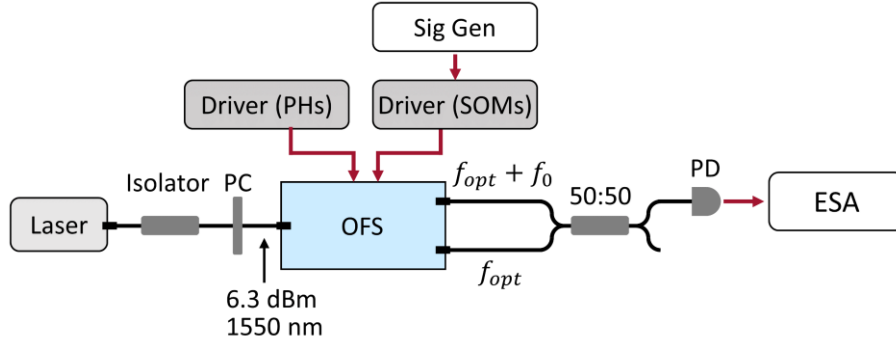 Sig Gen
Driver (PHs)
Driver (SOMs)
Isolator
PC
f_opt + f_0
50:50
PD
Laser
OFS
ESA
f_opt
6.3 dBm
1550 nm